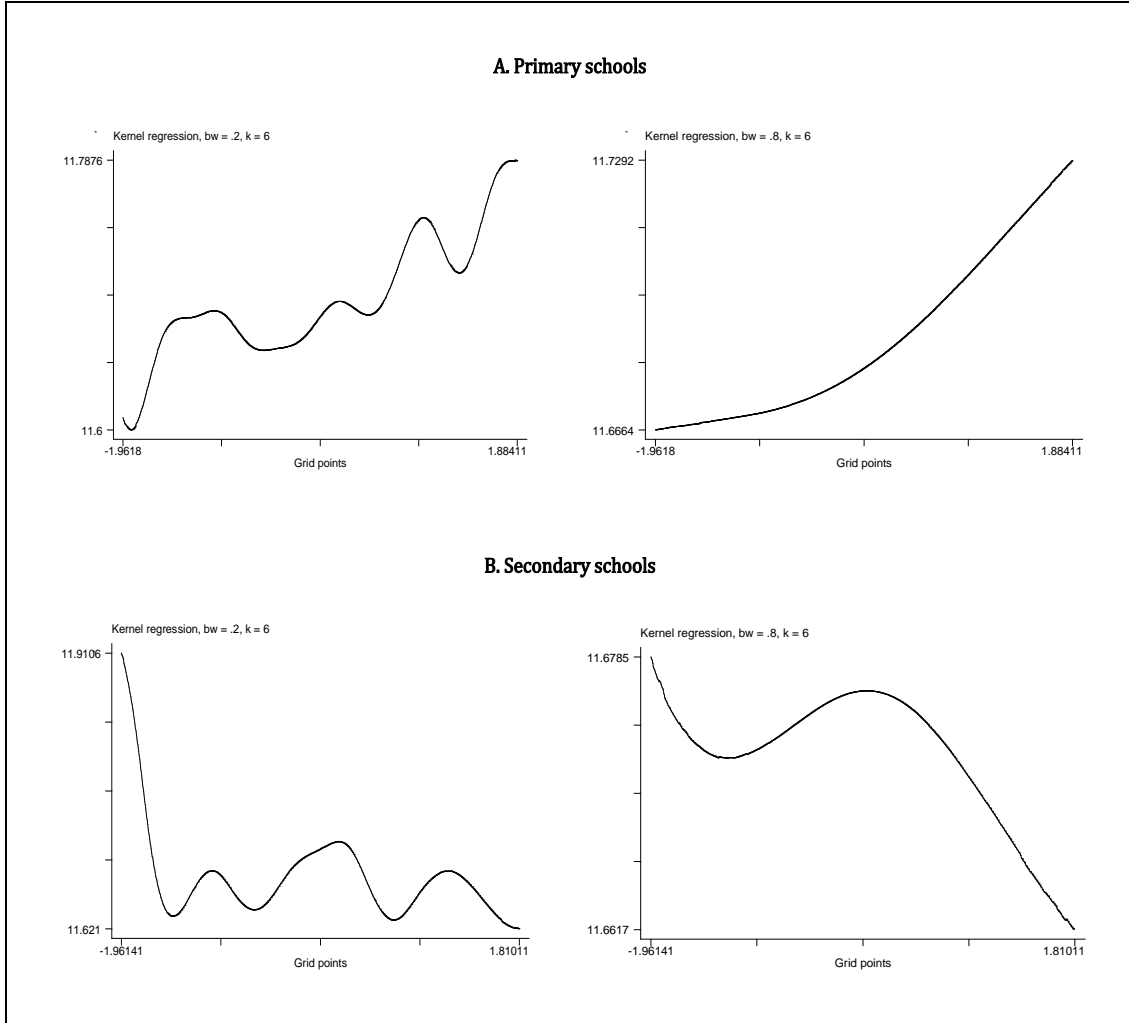 A. Primary schools
Kernel regression, bw = .2, k = 6
11.7876
11.6
-1.9618
1.88411
Grid points
Kernel regression, bw = .8, k = 6
11.7292
11.6664
-1.9618
1.88411
Grid points
B. Secondary schools
Kernel regression, bw = .2, k = 6
11.9106
11.621
-1.96141
1.81011
Grid points
Kernel regression, bw = .8, k = 6
11.6785
11.6617
-1.96141
1.81011
Grid points